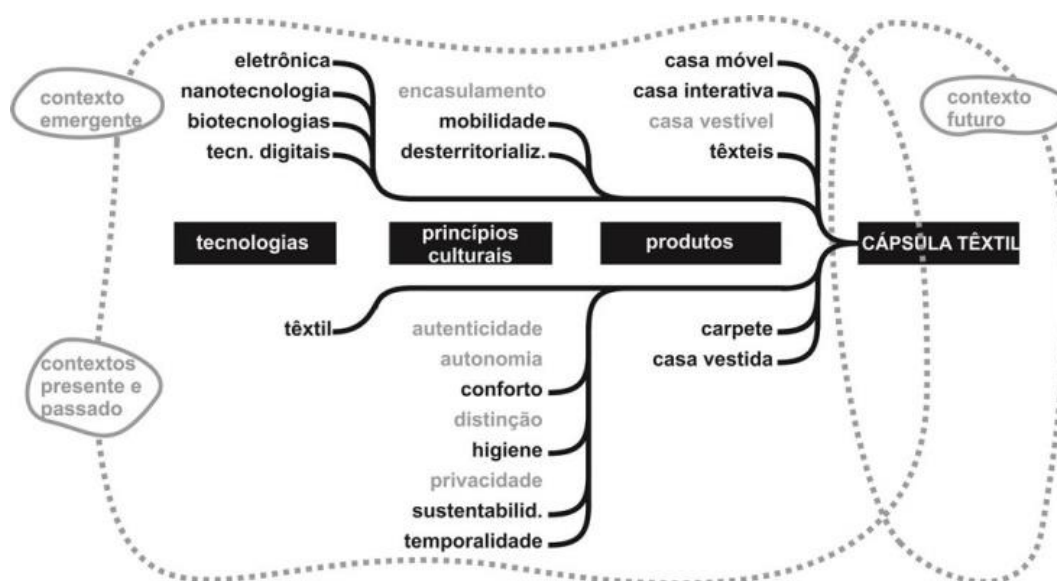 contexto
emergente
eletrônica
nanotecnologia
biotecnologias
tecn. digitais
encasulamento
mobilidade
desterritorializ.
casa móvel
casa interativa
casa vestível
têxteis
contexto
futuro
tecnologias
princípios
culturais
produtos
CÁPSULA TÊXTIL
contextos
presente e
passado
têxtil
autenticidade
autonomia
conforto
distinção
higiene
privacidade
sustentabilid.
temporalidade
carpete
casa vestida